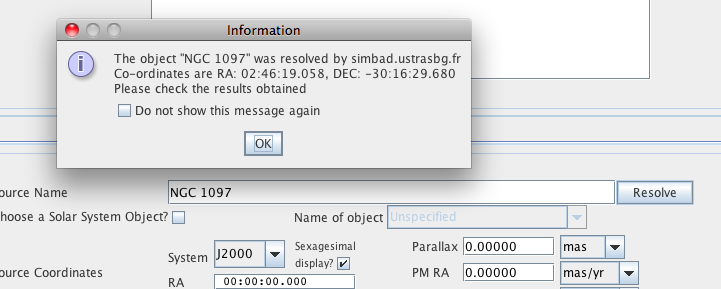 Information
The object "NGC 1097" was resolved by simbad.ustrasbg.fr
Co-ordinates are RA: 02:46:19.058, DEC: -30:16:29.680
Please check the results obtained
Do not show this message again
OK
ource Name NGC 1097 Resolve
hoose a Solar System Object? Name of object Unspecified
System J2000 Sexagesimal display? Parallax 0.00000 mas
ource Coordinates RA 00:00:00.000 PM RA 0.00000 mas/yr